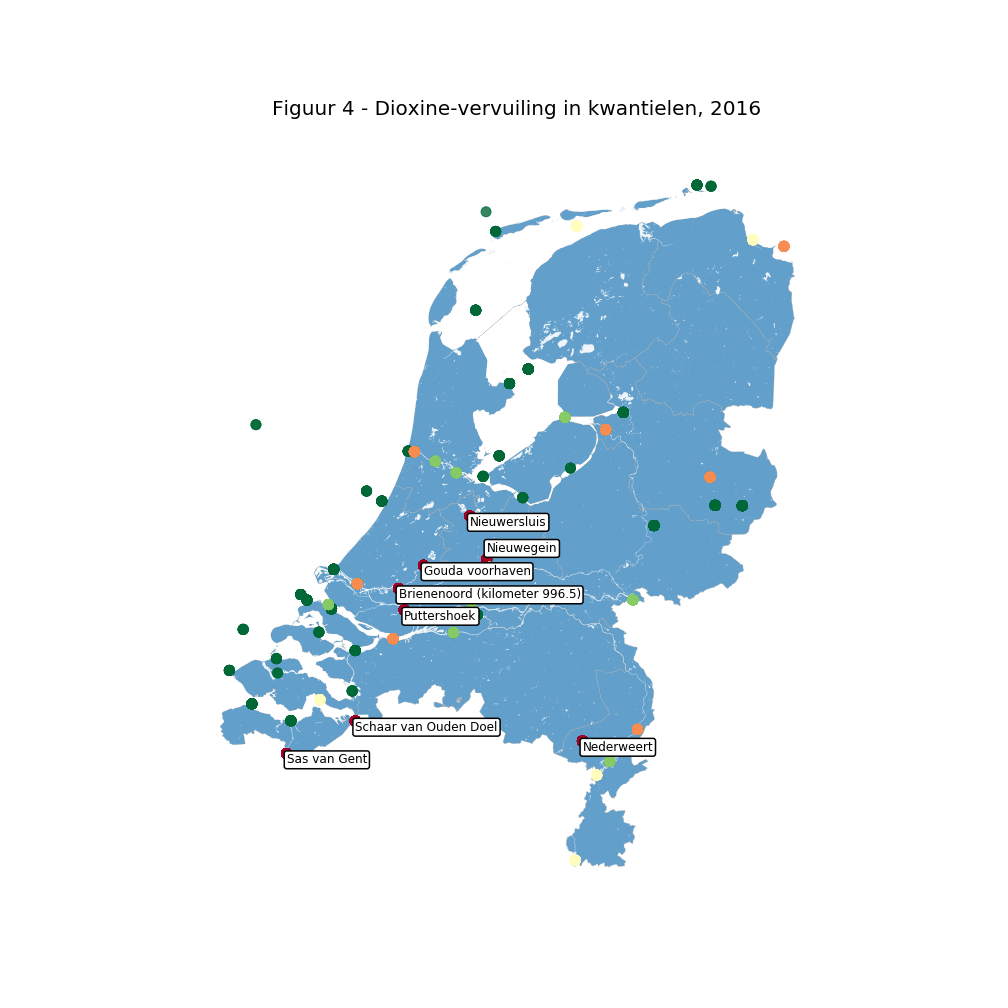 Figuur 4 - Dioxine-vervuiling in kwantielen, 2016
Nieuwersluis
Nieuwegein
Gouda voorhaven
Brienenoord (kilometer 996.5)
Puttershoek
Schaar van Ouden Doel
Nederweert
Sas van Gent